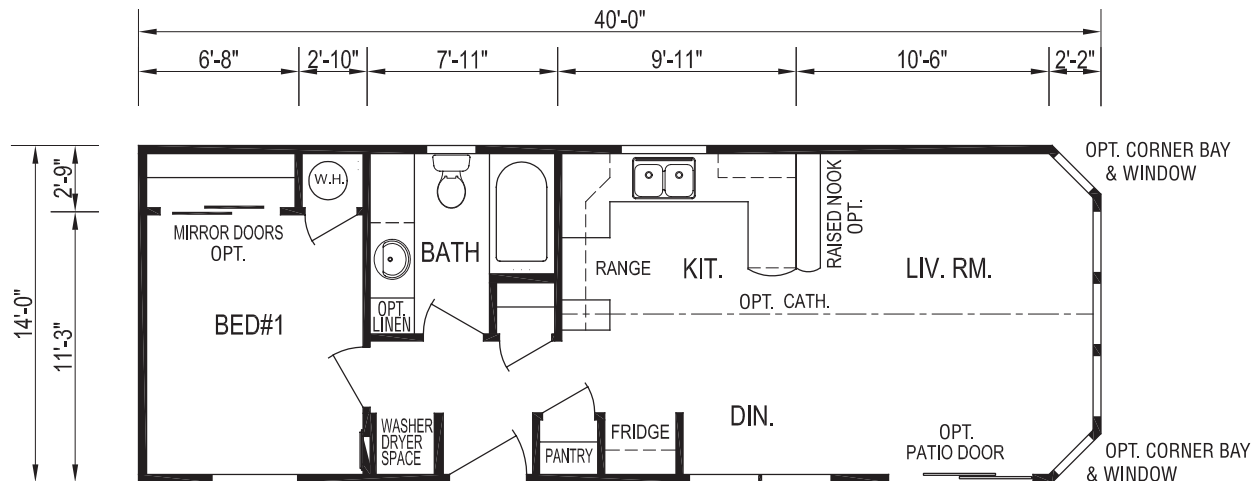 40'-0"
6'-8" 2'-10" 7'-11" 9'-11" 10'-6" 2'-2"
OPT. CORNER BAY
& WINDOW
2'-9"
14'-0"
11'-3"
W.H.
MIRROR DOORS
OPT.
BATH
RANGE
KIT.
RAISED NOOK
OPT.
LIV. RM.
OPT. CATH.
OPT.
LINEN
BED#1
WASHER
DRYER
SPACE
PANTRY
FRIDGE
DIN.
OPT.
PATIO DOOR
OPT. CORNER BAY
& WINDOW